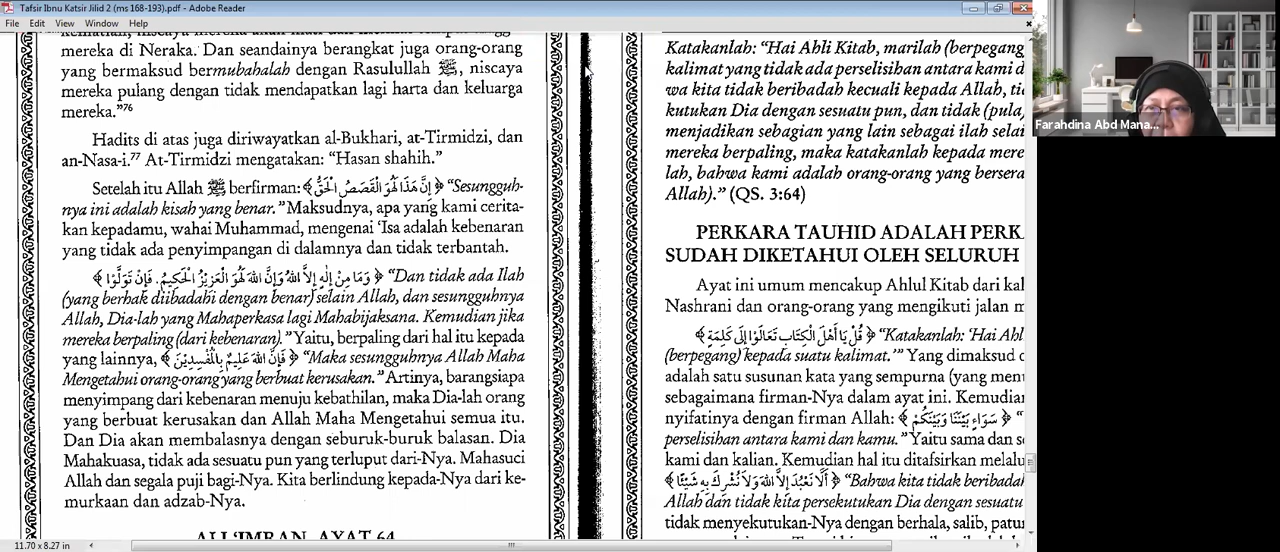 Tafsir Ibnu Katsir Jilid 2 (ms 168-193).pdf - Adobe Reader
File Edit View Window Help
mereka di Neraka. Dan seandainya berangkat juga orang-orang
yang bermaksud bermubahalah dengan Rasulullah ﷺ, niscaya
mereka pulang dengan tidak mendapatkan lagi harta dan keluarga
mereka.”76
Hadits di atas juga diriwayatkan al-Bukhari, at-Tirmidzi, dan
an-Nasa-i.77 At-Tirmidzi mengatakan: “Hasan shahih.”
Setelah itu Allah ﷻ berfirman: ﴿إِنَّ هَذَا لَهُوَ الْقَصَصُ الْحَقُّ﴾ “Sesungguh-
nya ini adalah kisah yang benar.” Maksudnya, apa yang kami cerita-
kan kepadamu, wahai Muhammad, mengenai ‘Isa adalah kebenaran
yang tidak ada penyimpangan di dalamnya dan tidak terbantah.
﴿وَمَا مِنْ إِلَهٍ إِلاَّ اللهُ وَإِنَّ اللهَ لَهُوَ الْعَزِيزُ الْحَكِيمُ. فَإِنْ تَوَلَّوْا﴾ “Dan tidak ada Ilah
(yang berhak diibadahi dengan benar) selain Allah, dan sesungguhnya
Allah, Dia-lah yang Mahaperkasa lagi Mahabijaksana. Kemudian jika
mereka berpaling (dari kebenaran).” Yaitu, berpaling dari hal itu kepada
yang lainnya, ﴿فَإِنَّ اللهَ عَلِيمٌ بِالْمُفْسِدِينَ﴾ “Maka sesungguhnya Allah Maha
Mengetahui orang-orang yang berbuat kerusakan.” Artinya, barangsiapa
menyimpang dari kebenaran menuju kebathilan, maka Dia-lah orang
yang berbuat kerusakan dan Allah Maha Mengetahui semua itu.
Dan Dia akan membalasnya dengan seburuk-buruk balasan. Dia
Mahakuasa, tidak ada sesuatu pun yang terluput dari-Nya. Mahasuci
Allah dan segala puji bagi-Nya. Kita berlindung kepada-Nya dari ke-
murkaan dan adzab-Nya.
ALI ‘IMRAN, AYAT 64
Katakanlah: “Hai Ahli Kitab, marilah (berpegang
kalimat yang tidak ada perselisihan antara kami d
wa kita tidak beribadah kecuali kepada Allah, ti
kutukan Dia dengan sesuatu pun, dan tidak (pula
menjadikan sebagian yang lain sebagai ilah selai
mereka berpaling, maka katakanlah kepada mere
lah, bahwa kami adalah orang-orang yang bersera
Allah).” (QS. 3:64)
PERKARA TAUHID ADALAH PERK
SUDAH DIKETAHUI OLEH SELURUH
Ayat ini umum mencakup Ahlul Kitab dari kal
Nashrani dan orang-orang yang mengikuti jalan m
﴿قُلْ يَا أَهْلَ الْكِتَابِ تَعَالَوْا إِلَى كَلِمَةٍ﴾ “Katakanlah: ‘Hai Ahl
(berpegang) kepada suatu kalimat.’” Yang dimaksud
adalah satu susunan kata yang sempurna (yang men
sebagaimana firman-Nya dalam ayat ini. Kemudian
nyifatinya dengan firman Allah: ﴿سَوَاءٍ بَيْنَنَا وَبَيْنَكُمْ﴾ “
perselisihan antara kami dan kamu.” Yaitu sama dan s
kami dan kalian. Kemudian hal itu ditafsirkan melalu
﴿أَلاَّ نَعْبُدَ إِلاَّ اللهَ وَلاَ نُشْرِكَ بِهِ شَيْئًا﴾ “Bahwa kita tidak beribadah
Allah dan tidak kita persekutukan Dia dengan sesuatu
tidak menyekutukan-Nya dengan berhala, salib, patun
Farahdina Abd Mana...
11.70 x 8.27 in